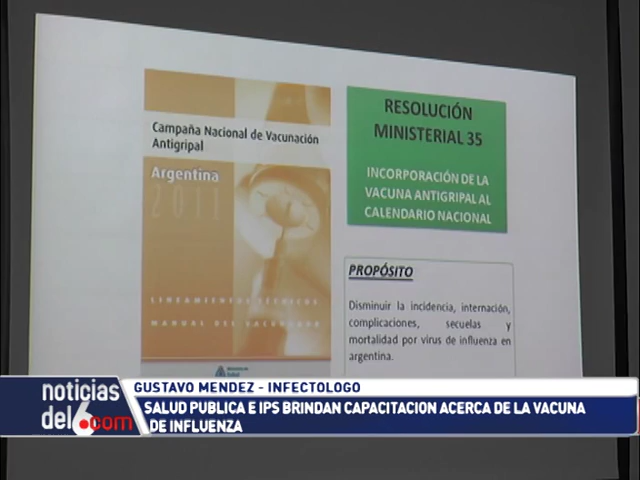 Campaña Nacional de Vacunación
Antigripal
Argentina
2011
LINEAMIENTOS TÉCNICOS
MANUAL DEL VACUNADOR
RESOLUCIÓN
MINISTERIAL 35
INCORPORACIÓN DE LA
VACUNA ANTIGRIPAL AL
CALENDARIO NACIONAL
PROPÓSITO
Disminuir la incidencia, internación,
complicaciones, secuelas y
mortalidad por virus de influenza en
argentina.
noticias
del6.com
GUSTAVO MENDEZ - INFECTOLOGO
SALUD PUBLICA E IPS BRINDAN CAPACITACION ACERCA DE LA VACUNA
DE INFLUENZA